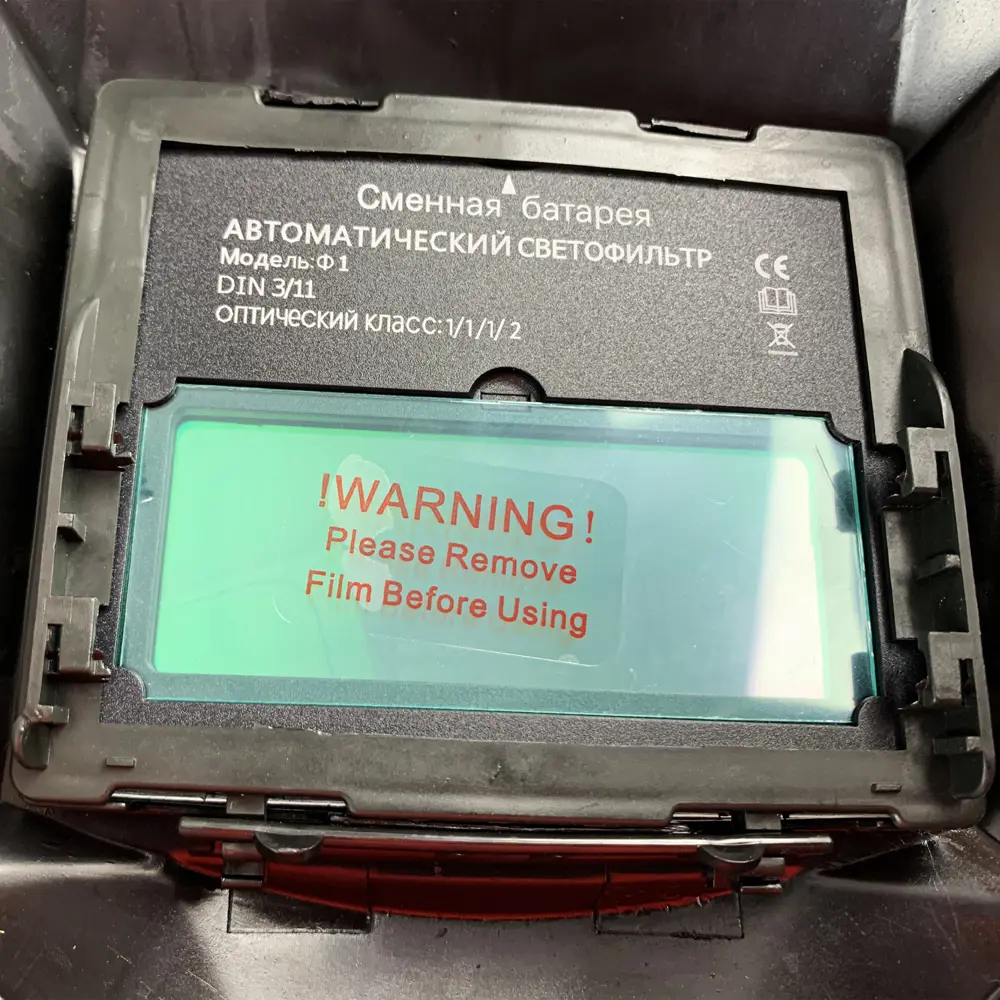 Сменная батарея
АВТОМАТИЧЕСКИЙ СВЕТОФИЛЬТР
Модель:Ф1
DIN 3/11
ОПТИЧЕСКИЙ КЛАСС:1/1/1/2
CE
!WARNING!
Please Remove
Film Before Using